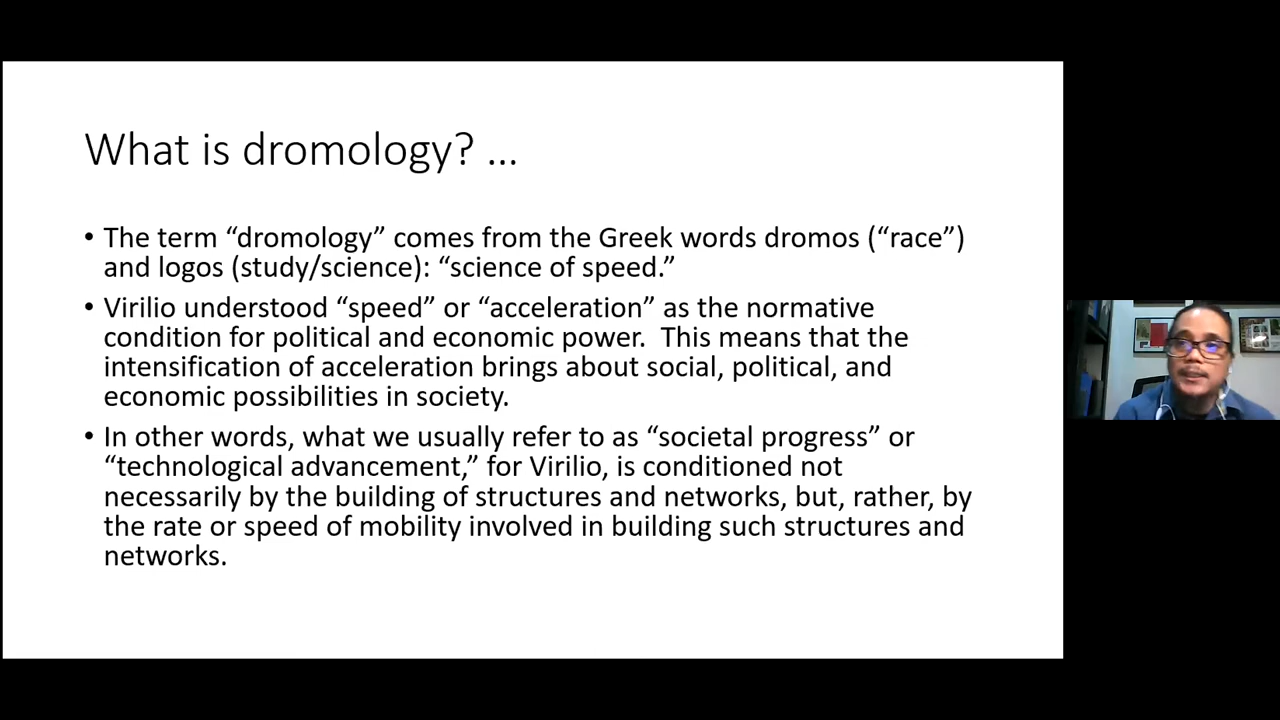 What is dromology? ...
• The term “dromology” comes from the Greek words dromos (“race”)
and logos (study/science): “science of speed.”
• Virilio understood “speed” or “acceleration” as the normative
condition for political and economic power.  This means that the
intensification of acceleration brings about social, political, and
economic possibilities in society.
• In other words, what we usually refer to as “societal progress” or
“technological advancement,” for Virilio, is conditioned not
necessarily by the building of structures and networks, but, rather, by
the rate or speed of mobility involved in building such structures and
networks.